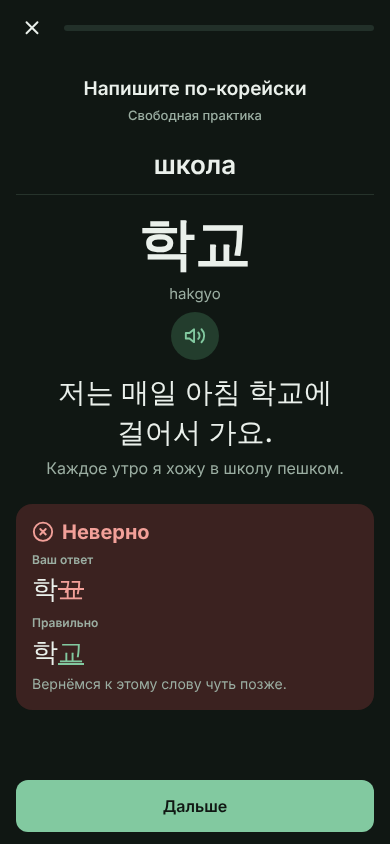 Напишите по-корейски
Свободная практика
школа
학교
hakgyo
저는 매일 아침 학교에
걸어서 가요.
Каждое утро я хожу в школу пешком.
Неверно
Ваш ответ
학뀨
Правильно
학교
Вернёмся к этому слову чуть позже.
Дальше